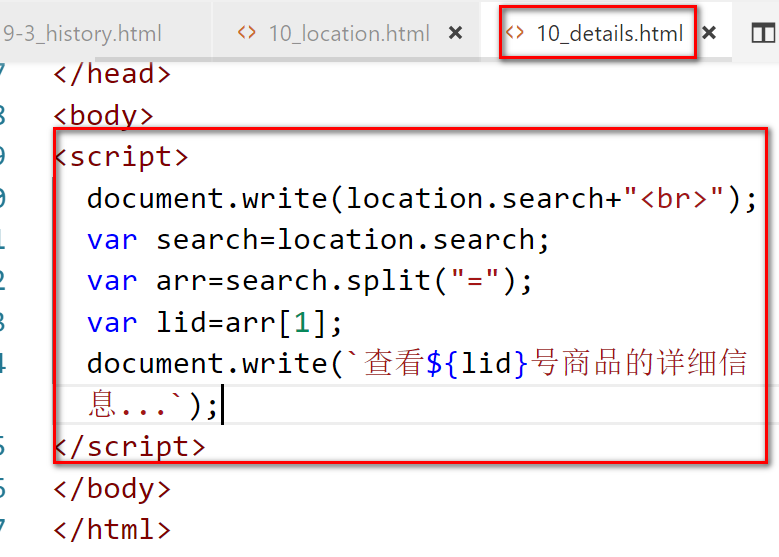 9-3_history.html <> 10_location.html × <> 10_details.html ×
7 </head>
8 <body>
9 <script>
0 document.write(location.search+"<br>");
1 var search=location.search;
2 var arr=search.split("=");
3 var lid=arr[1];
4 document.write(`查看${lid}号商品的详细信
息...`);
5 </script>
6 </body>
7 </html>